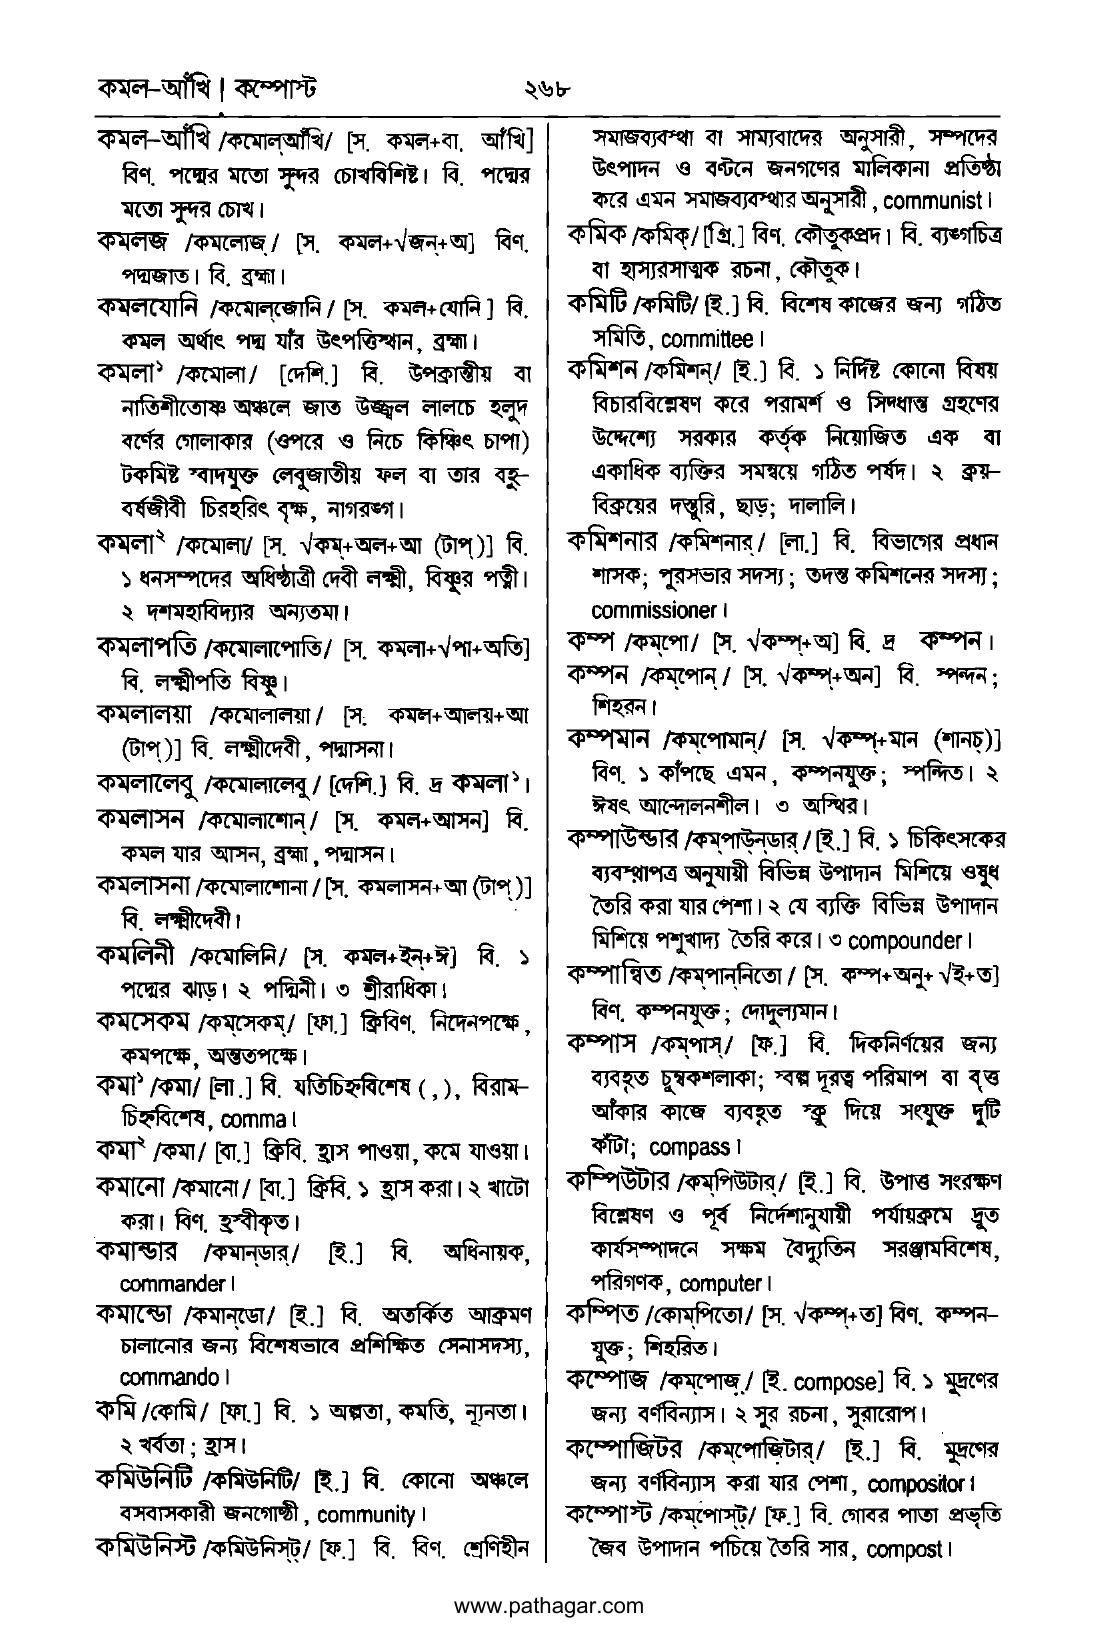 কমল–আঁখি | কম্পোস্ট
২৬৮
কমল–আঁখি /কমোল্আঁখি/ [স. কমল+বা. আঁখি]
বিণ. পদ্মের মতো সুন্দর চোখবিশিষ্ট। বি. পদ্মের
মতো সুন্দর চোখ।
কমলজ /কমলোজ্/ [স. কমল+√জন্+অ] বিণ.
পদ্মজাত। বি. ব্রহ্মা।
কমলযোনি /কমোল্জোনি/ [স. কমল+যোনি] বি.
কমল অর্থাৎ পদ্ম যাঁর উৎপত্তিস্থান, ব্রহ্মা।
কমলা১ /কমোলা/ [দেশি.] বি. উপক্রান্তীয় বা
নাতিশীতোষ্ণ অঞ্চলে জাত উজ্জ্বল লালচে হলুদ
বর্ণের গোলাকার (ওপরে ও নিচে কিঞ্চিৎ চাপা)
টকমিষ্ট স্বাদযুক্ত লেবুজাতীয় ফল বা তার বহু–
বর্ষজীবী চিরহরিৎ বৃক্ষ, নাগরঙ্গ।
কমলা২ /কমোলা/ [স. √কম্+অল+আ (টাপ্)] বি.
১ ধনসম্পদের অধিষ্ঠাত্রী দেবী লক্ষ্মী, বিষ্ণুর পত্নী।
২ দশমহাবিদ্যার অন্যতমা।
কমলাপতি /কমোলাপোতি/ [স. কমলা+√পা+অতি]
বি. লক্ষ্মীপতি বিষ্ণু।
কমলালয়া /কমোলালয়া/ [স. কমল+আলয়+আ
(টাপ্)] বি. লক্ষ্মীদেবী, পদ্মাসনা।
কমলালেবু /কমোলালেবু/ [দেশি.] বি. দ্র কমলা১।
কমলাসন /কমোলাশোন্/ [স. কমল+আসন] বি.
কমল যার আসন, ব্রহ্মা, পদ্মাসন।
কমলাসনা /কমোলাশোনা/ [স. কমলাসন+আ (টাপ্)]
বি. লক্ষ্মীদেবী।
কমলিনী /কমোলিনি/ [স. কমল+ইন্+ঈ] বি. ১
পদ্মের ঝাড়। ২ পদ্মিনী। ৩ শ্রীরাধিকা।
কমসেকম /কম্সেকম্/ [ফা.] ক্রিবিণ. নিদেনপক্ষে,
কমপক্ষে, অন্ততপক্ষে।
কমা১ /কমা/ [লা.] বি. যতিচিহ্নবিশেষ (,), বিরাম–
চিহ্নবিশেষ, comma।
কমা২ /কমা/ [বা.] ক্রিবি. হ্রাস পাওয়া, কমে যাওয়া।
কমানো /কমানো/ [বা.] ক্রিবি. ১ হ্রাস করা। ২ খাটো
করা। বিণ. হ্রস্বীকৃত।
কমান্ডার /কমান্ডার্/ [ই.] বি. অধিনায়ক,
commander।
কমান্ডো /কমান্ডো/ [ই.] বি. অতর্কিত আক্রমণ
চালানোর জন্য বিশেষভাবে প্রশিক্ষিত সেনাসদস্য,
commando।
কমি /কোমি/ [ফা.] বি. ১ অল্পতা, কমতি, ন্যূনতা।
২ খর্বতা; হ্রাস।
কমিউনিটি /কমিউনিটি/ [ই.] বি. কোনো অঞ্চলে
বসবাসকারী জনগোষ্ঠী, community।
কমিউনিস্ট /কমিউনিস্ট্/ [ফ.] বি. বিণ. শ্রেণিহীন
সমাজব্যবস্থা বা সাম্যবাদের অনুসারী, সম্পদের
উৎপাদন ও বণ্টনে জনগণের মালিকানা প্রতিষ্ঠা
করে এমন সমাজব্যবস্থার অনুসারী, communist।
কমিক /কমিক্/ [গ্রি.] বিণ. কৌতুকপ্রদ। বি. ব্যঙ্গচিত্র
বা হাস্যরসাত্মক রচনা, কৌতুক।
কমিটি /কমিটি/ [ই.] বি. বিশেষ কাজের জন্য গঠিত
সমিতি, committee।
কমিশন /কমিশন্/ [ই.] বি. ১ নির্দিষ্ট কোনো বিষয়
বিচারবিশ্লেষণ করে পরামর্শ ও সিদ্ধান্ত গ্রহণের
উদ্দেশ্যে সরকার কর্তৃক নিয়োজিত এক বা
একাধিক ব্যক্তির সমন্বয়ে গঠিত পর্ষদ। ২ ক্রয়–
বিক্রয়ের দস্তুরি, ছাড়; দালালি।
কমিশনার /কমিশনার্/ [লা.] বি. বিভাগের প্রধান
শাসক; পুরসভার সদস্য; তদন্ত কমিশনের সদস্য;
commissioner।
কম্প /কম্পো/ [স. √কম্প্+অ] বি. দ্র কম্পন।
কম্পন /কম্পোন্/ [স. √কম্প্+অন] বি. স্পন্দন;
শিহরন।
কম্পমান /কম্পোমান্/ [স. √কম্প্+মান (শানচ্)]
বিণ. ১ কাঁপছে এমন, কম্পনযুক্ত; স্পন্দিত। ২
ঈষৎ আন্দোলনশীল। ৩ অস্থির।
কম্পাউন্ডার /কম্পাউন্ডার্/ [ই.] বি. ১ চিকিৎসকের
ব্যবস্থাপত্র অনুযায়ী বিভিন্ন উপাদান মিশিয়ে ওষুধ
তৈরি করা যার পেশা। ২ যে ব্যক্তি বিভিন্ন উপাদান
মিশিয়ে পশুখাদ্য তৈরি করে। ৩ compounder।
কম্পান্বিত /কম্পান্নিতো/ [স. কম্প+অনু+√ই+ত]
বিণ. কম্পনযুক্ত; দোদুল্যমান।
কম্পাস /কম্পাস্/ [ফ.] বি. দিকনির্ণয়ের জন্য
ব্যবহৃত চুম্বকশলাকা; স্বল্প দূরত্ব পরিমাপ বা বৃত্ত
আঁকার কাজে ব্যবহৃত স্ক্রু দিয়ে সংযুক্ত দুটি
কাঁটা; compass।
কম্পিউটার /কম্পিউটার্/ [ই.] বি. উপাত্ত সংরক্ষণ
বিশ্লেষণ ও পূর্ব নির্দেশানুযায়ী পর্যায়ক্রমে দ্রুত
কার্যসম্পাদনে সক্ষম বৈদ্যুতিন সরঞ্জামবিশেষ,
পরিগণক, computer।
কম্পিত /কোম্পিতো/ [স. √কম্প্+ত] বিণ. কম্পন–
যুক্ত; শিহরিত।
কম্পোজ /কম্পোজ়্/ [ই. compose] বি. ১ মুদ্রণের
জন্য বর্ণবিন্যাস। ২ সুর রচনা, সুরারোপ।
কম্পোজিটর /কম্পোজ়িটার্/ [ই.] বি. মুদ্রণের
জন্য বর্ণবিন্যাস করা যার পেশা, compositor।
কম্পোস্ট /কম্পোস্ট্/ [ফ.] বি. গোবর পাতা প্রভৃতি
জৈব উপাদান পচিয়ে তৈরি সার, compost।
www.pathagar.com